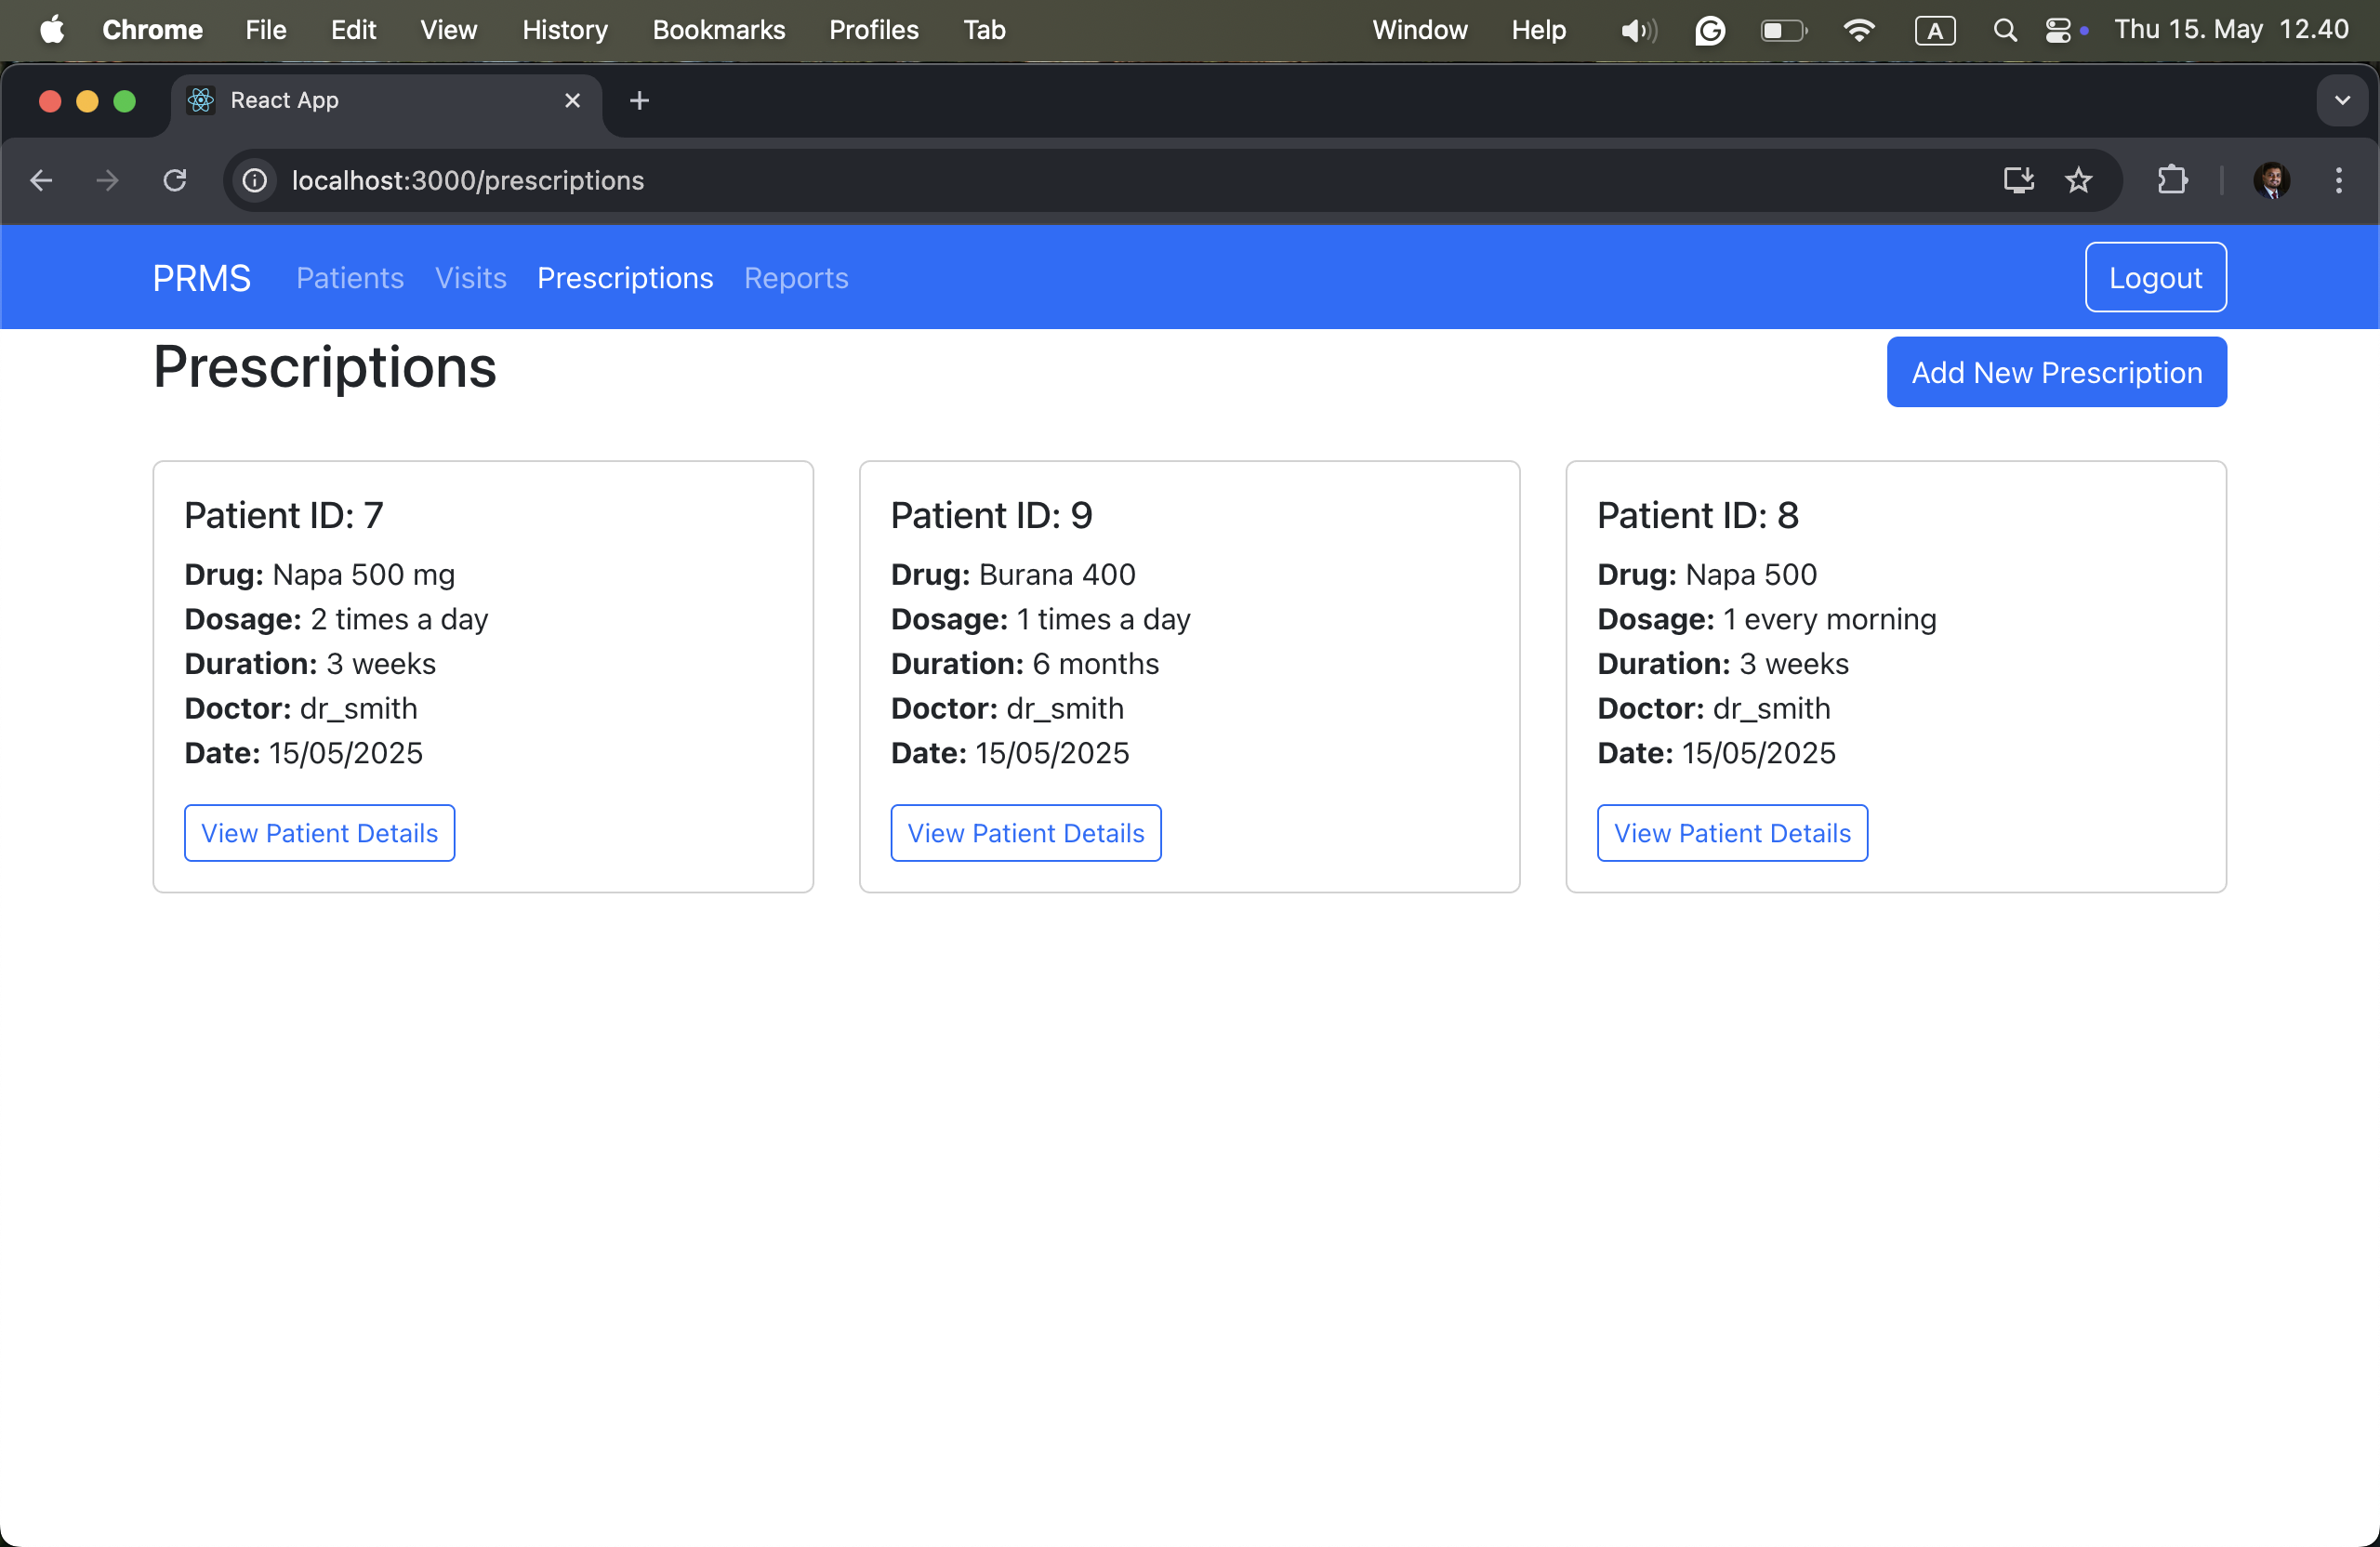 Chrome File Edit View History Bookmarks Profiles Tab Window Help A Thu 15. May 12.40
React App
localhost:3000/prescriptions
PRMS Patients Visits Prescriptions Reports Logout
Prescriptions Add New Prescription
Patient ID: 7
Drug: Napa 500 mg
Dosage: 2 times a day
Duration: 3 weeks
Doctor: dr_smith
Date: 15/05/2025
View Patient Details
Patient ID: 9
Drug: Burana 400
Dosage: 1 times a day
Duration: 6 months
Doctor: dr_smith
Date: 15/05/2025
View Patient Details
Patient ID: 8
Drug: Napa 500
Dosage: 1 every morning
Duration: 3 weeks
Doctor: dr_smith
Date: 15/05/2025
View Patient Details